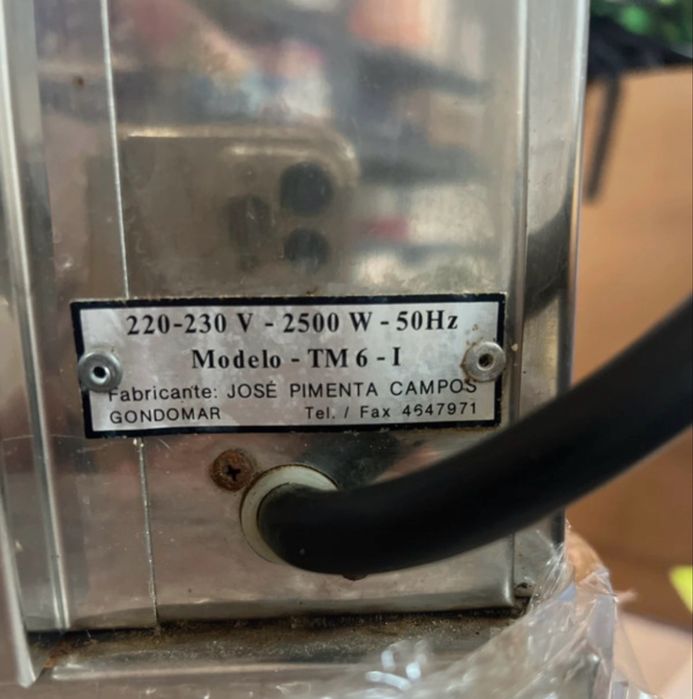 220-230 V - 2500 W - 50Hz
Modelo - TM 6 - I
Fabricante: JOSÉ PIMENTA CAMPOS
GONDOMAR Tel. / Fax 4647971